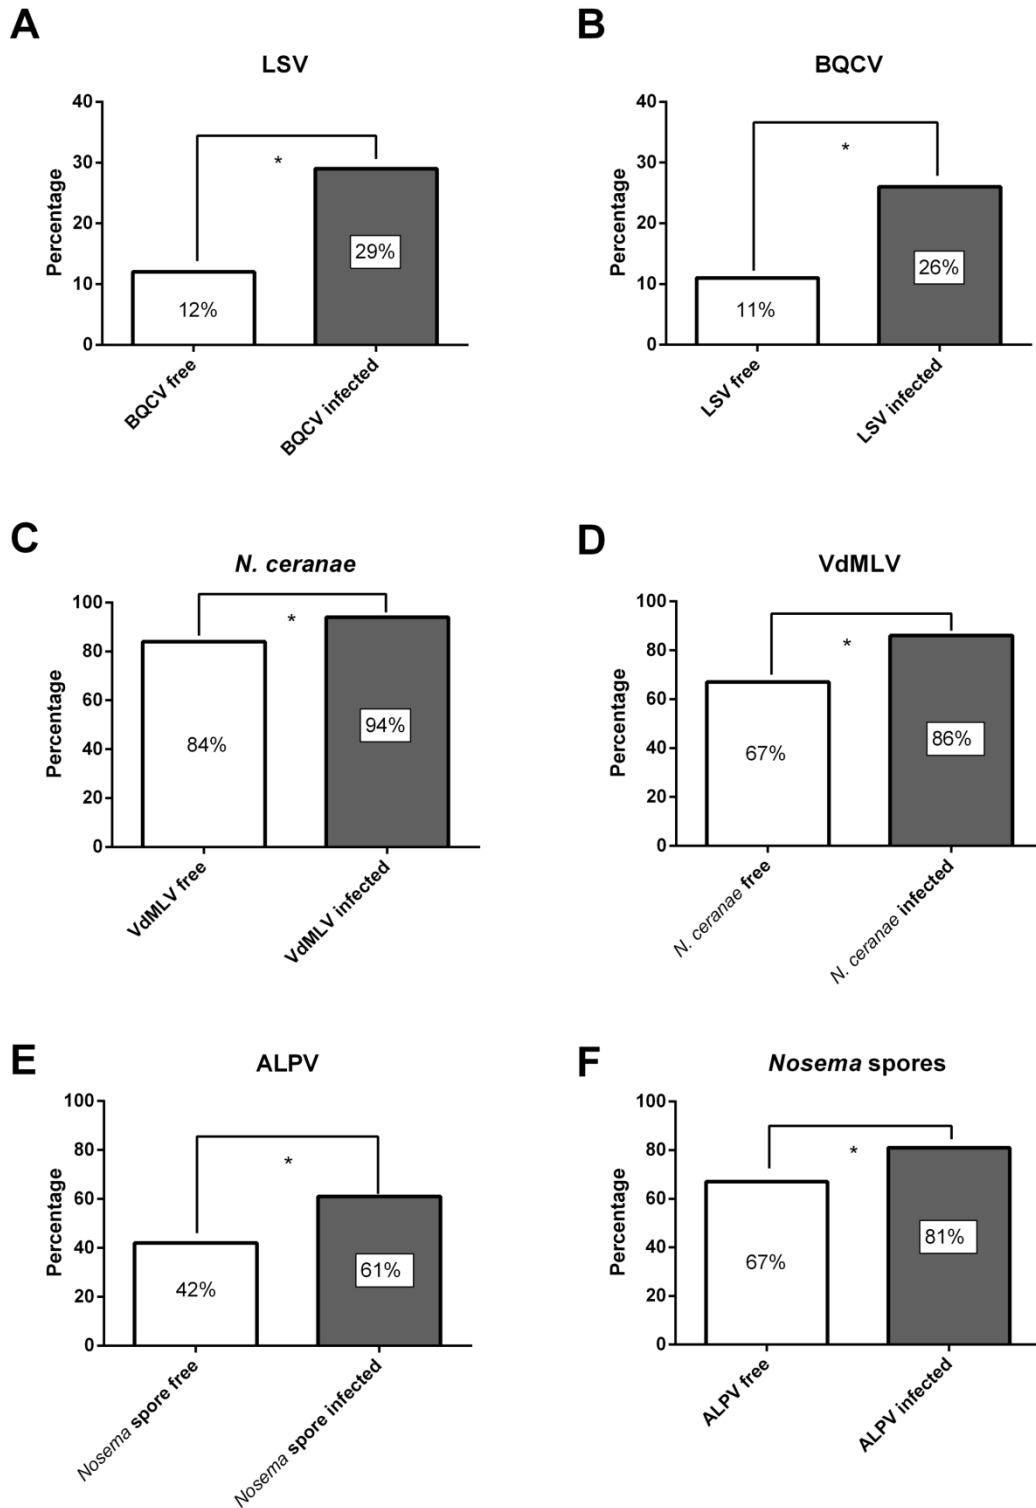 A
LSV
Percentage
40
30
20
10
0
*
12%
29%
BQCV free
BQCV infected
B
BQCV
Percentage
40
30
20
10
0
*
11%
26%
LSV free
LSV infected
C
N. ceranae
Percentage
100
80
60
40
20
0
*
84%
94%
VdMLV free
VdMLV infected
D
VdMLV
Percentage
100
80
60
40
20
0
*
67%
86%
N. ceranae free
N. ceranae infected
E
ALPV
Percentage
100
80
60
40
20
0
*
42%
61%
Nosema spore free
Nosema spore infected
F
Nosema spores
Percentage
100
80
60
40
20
0
*
67%
81%
ALPV free
ALPV infected